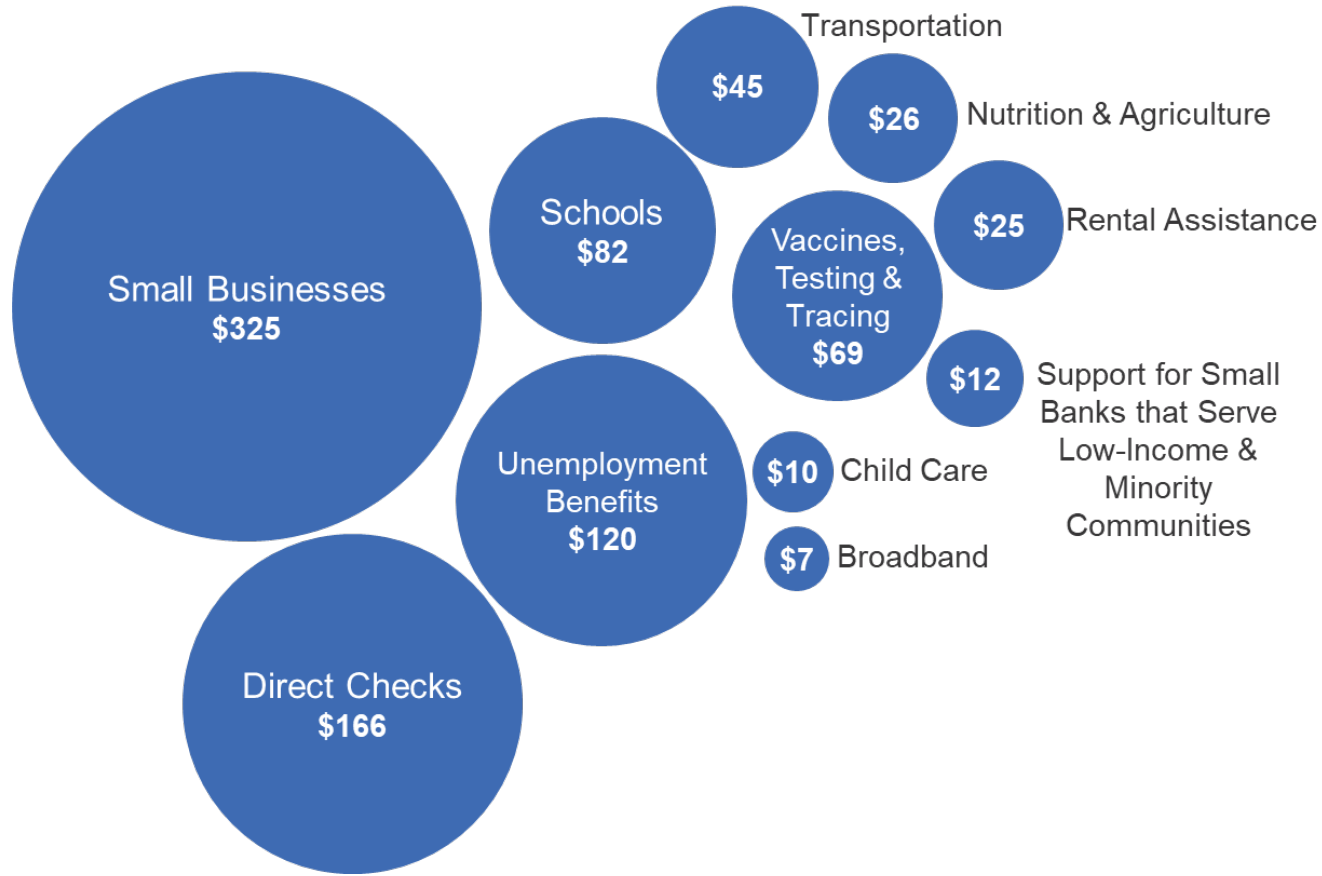 Transportation
$45
$26
Nutrition & Agriculture
Schools
$82
$25
Rental Assistance
Vaccines,
Testing &
Tracing
$69
Small Businesses
$325
$12
Support for Small
Banks that Serve
Low-Income &
Minority
Communities
Unemployment
Benefits
$120
$10
Child Care
$7
Broadband
Direct Checks
$166